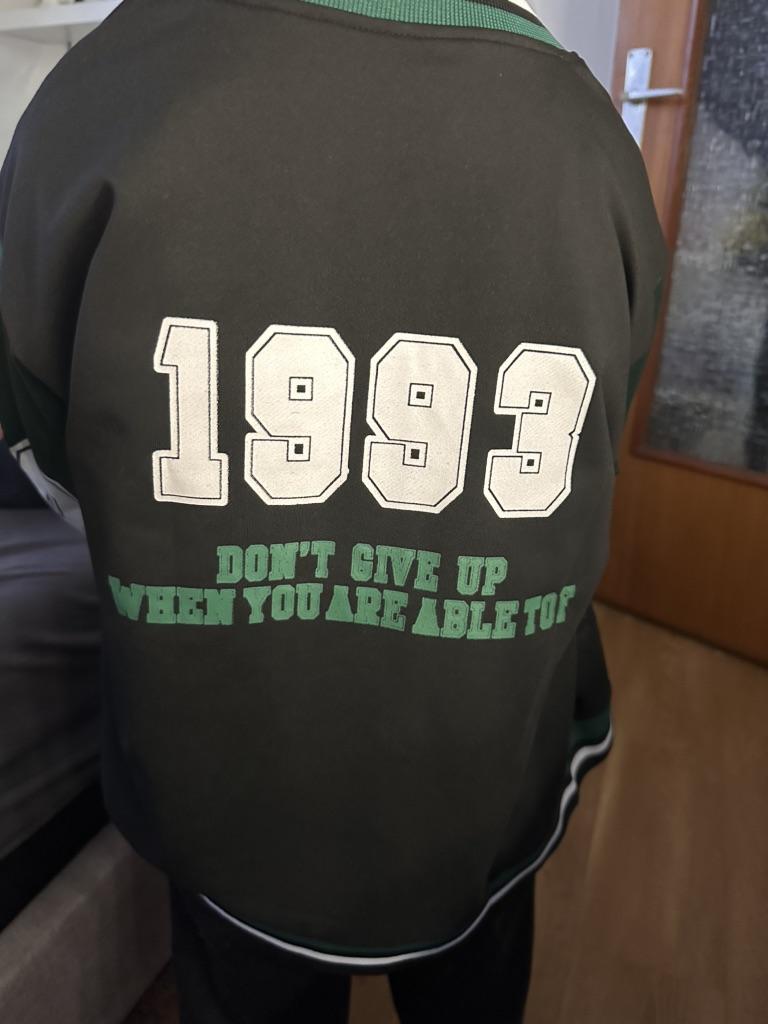 1993
DON'T GIVE UP
WHEN YOU ARE ABLE TO F